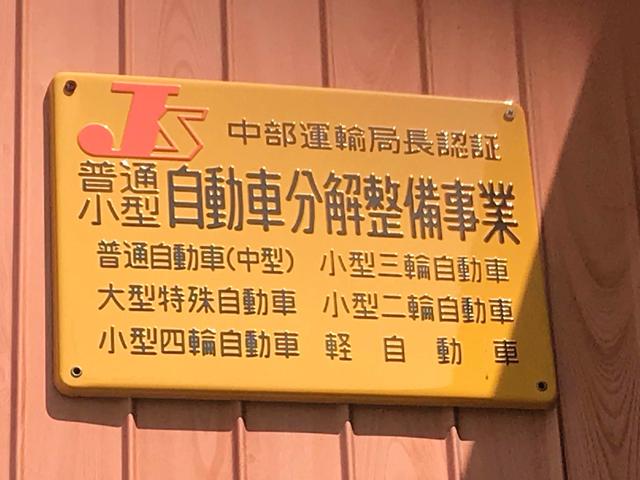 JS 中部運輸局長認証
普通
小型 自動車分解整備事業
普通自動車(中型) 小型三輪自動車
大型特殊自動車 小型二輪自動車
小型四輪自動車 軽自動車